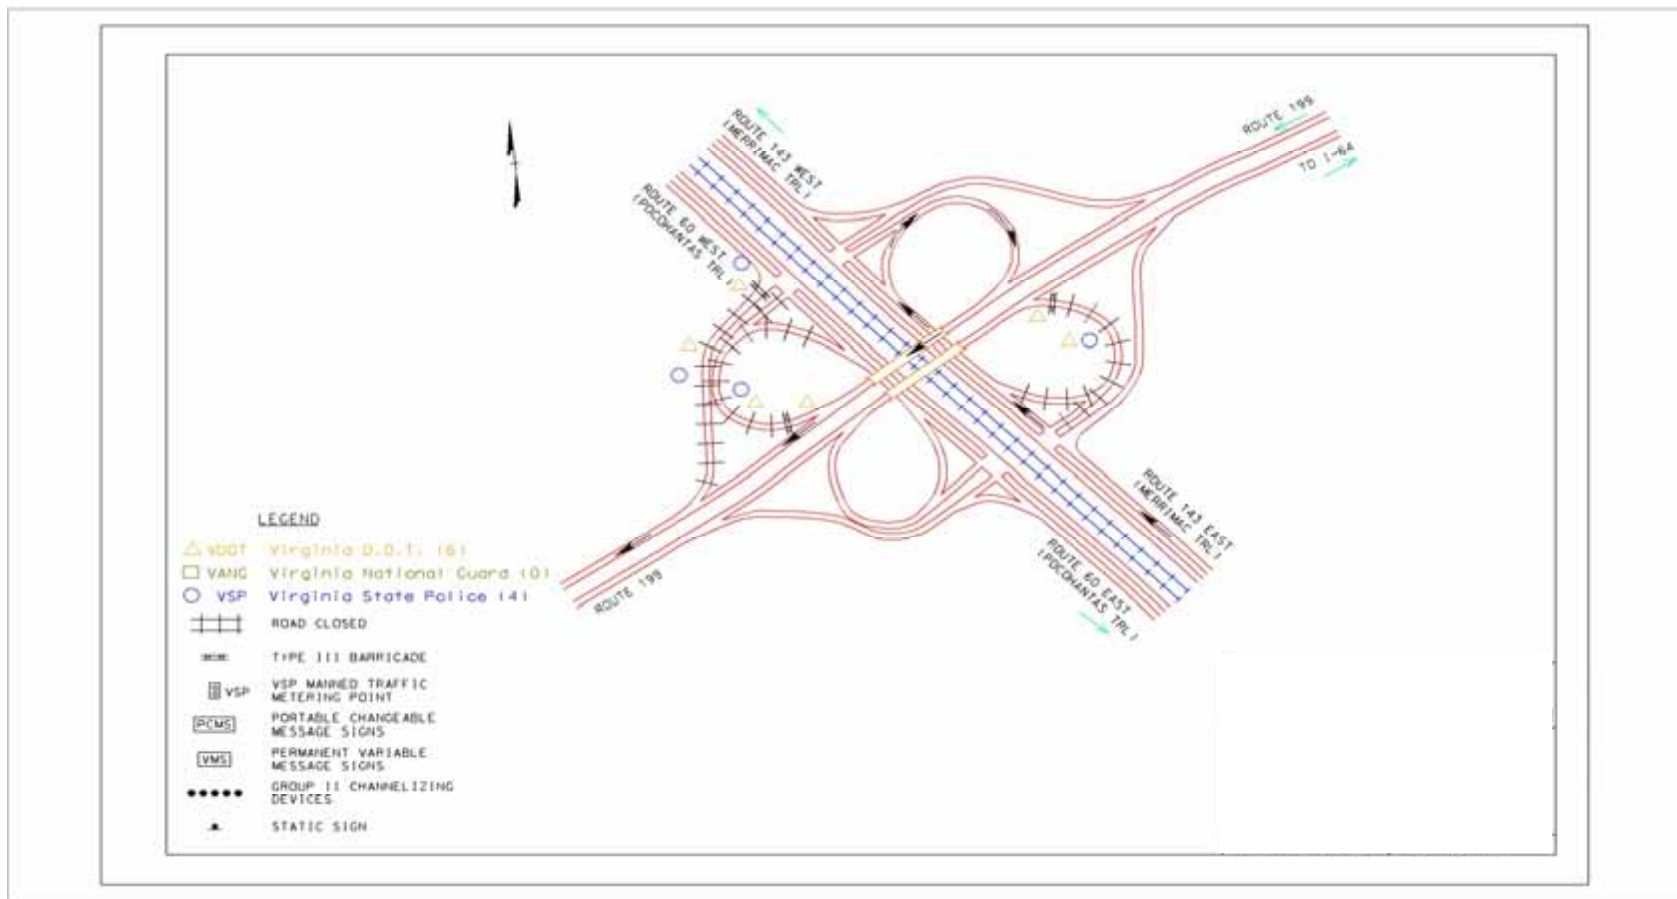 ROUTE 143 WEST
(MERRIMAC TRL)
ROUTE 60 WEST
(POCOHANTAS TRL)
ROUTE 199
TO I-64
ROUTE 143 EAST
(MERRIMAC TRL)
ROUTE 60 EAST
(POCOHANTAS TRL)
ROUTE 199
LEGEND
VDOT Virginia D.O.T. (6)
VANG Virginia National Guard (0)
VSP Virginia State Police (4)
ROAD CLOSED
TYPE III BARRICADE
VSP VSP MANNED TRAFFIC
METERING POINT
PCMS PORTABLE CHANGEABLE
MESSAGE SIGNS
VMS PERMANENT VARIABLE
MESSAGE SIGNS
GROUP II CHANNELIZING
DEVICES
STATIC SIGN